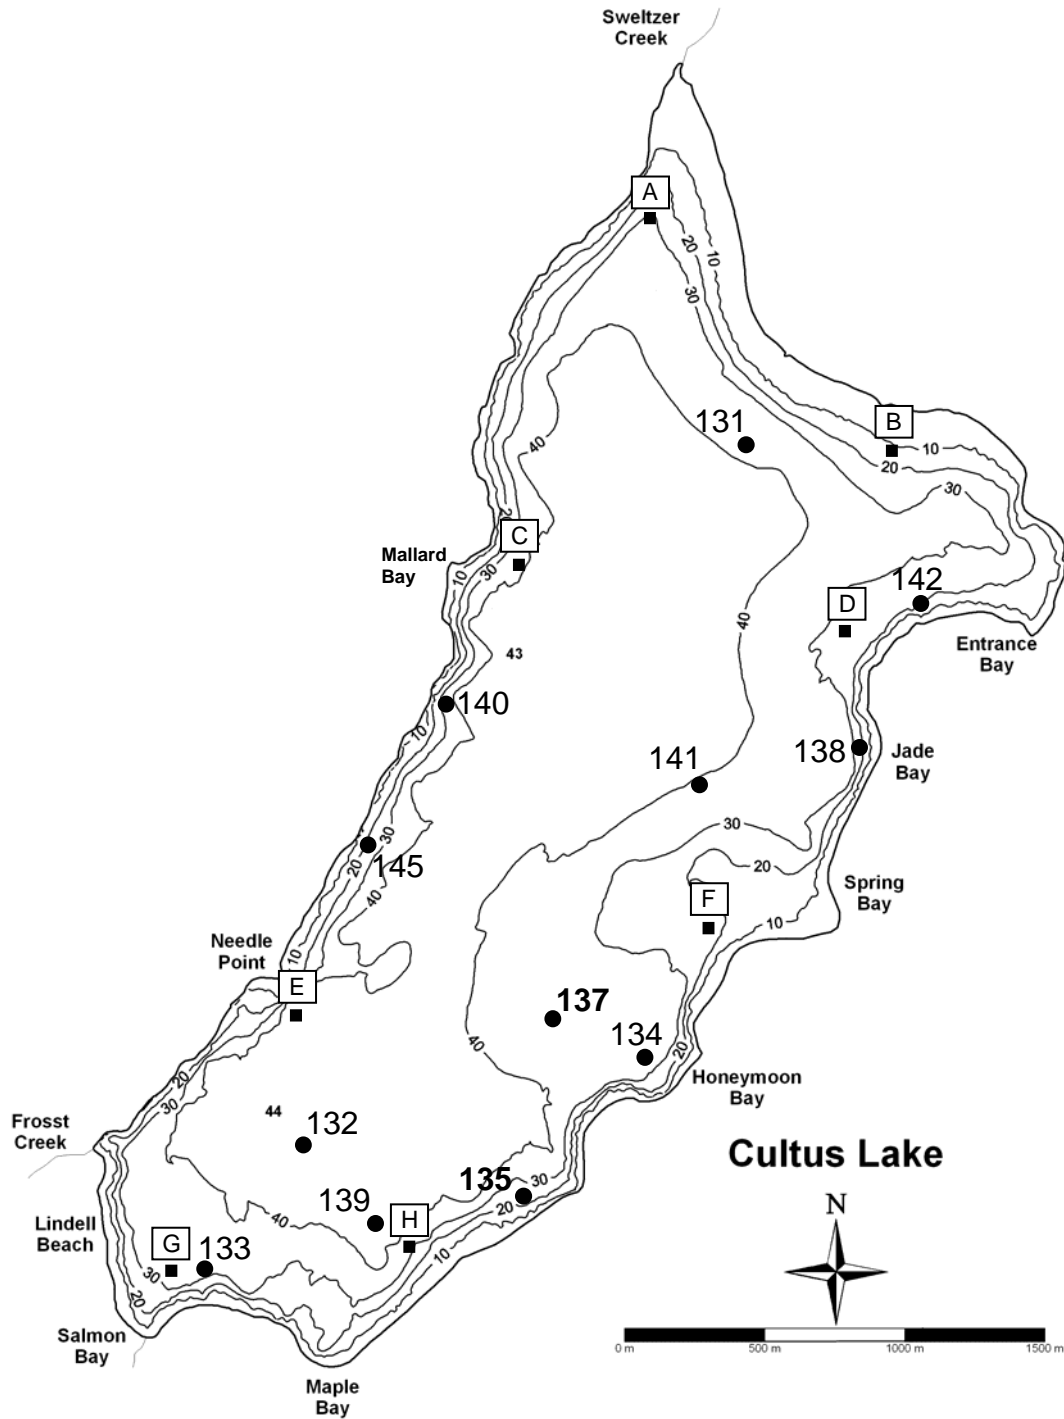 Sweltzer
Creek
A
20
10
30
131
B
40
10
20
30
20
C
Mallard
Bay
10
30
142
D
40
Entrance
Bay
43
140
10
141
138
Jade
Bay
30
30
145
20
20
Spring
Bay
40
F
10
Needle
Point
10
E
137
134
40
20
Honeymoon
Bay
20
30
44
132
Frosst
Creek
Cultus Lake
135
30
20
139
H
40
N
Lindell
Beach
G
133
10
30
20
Salmon
Bay
0 m
500 m
1000 m
1500 m
Maple
Bay